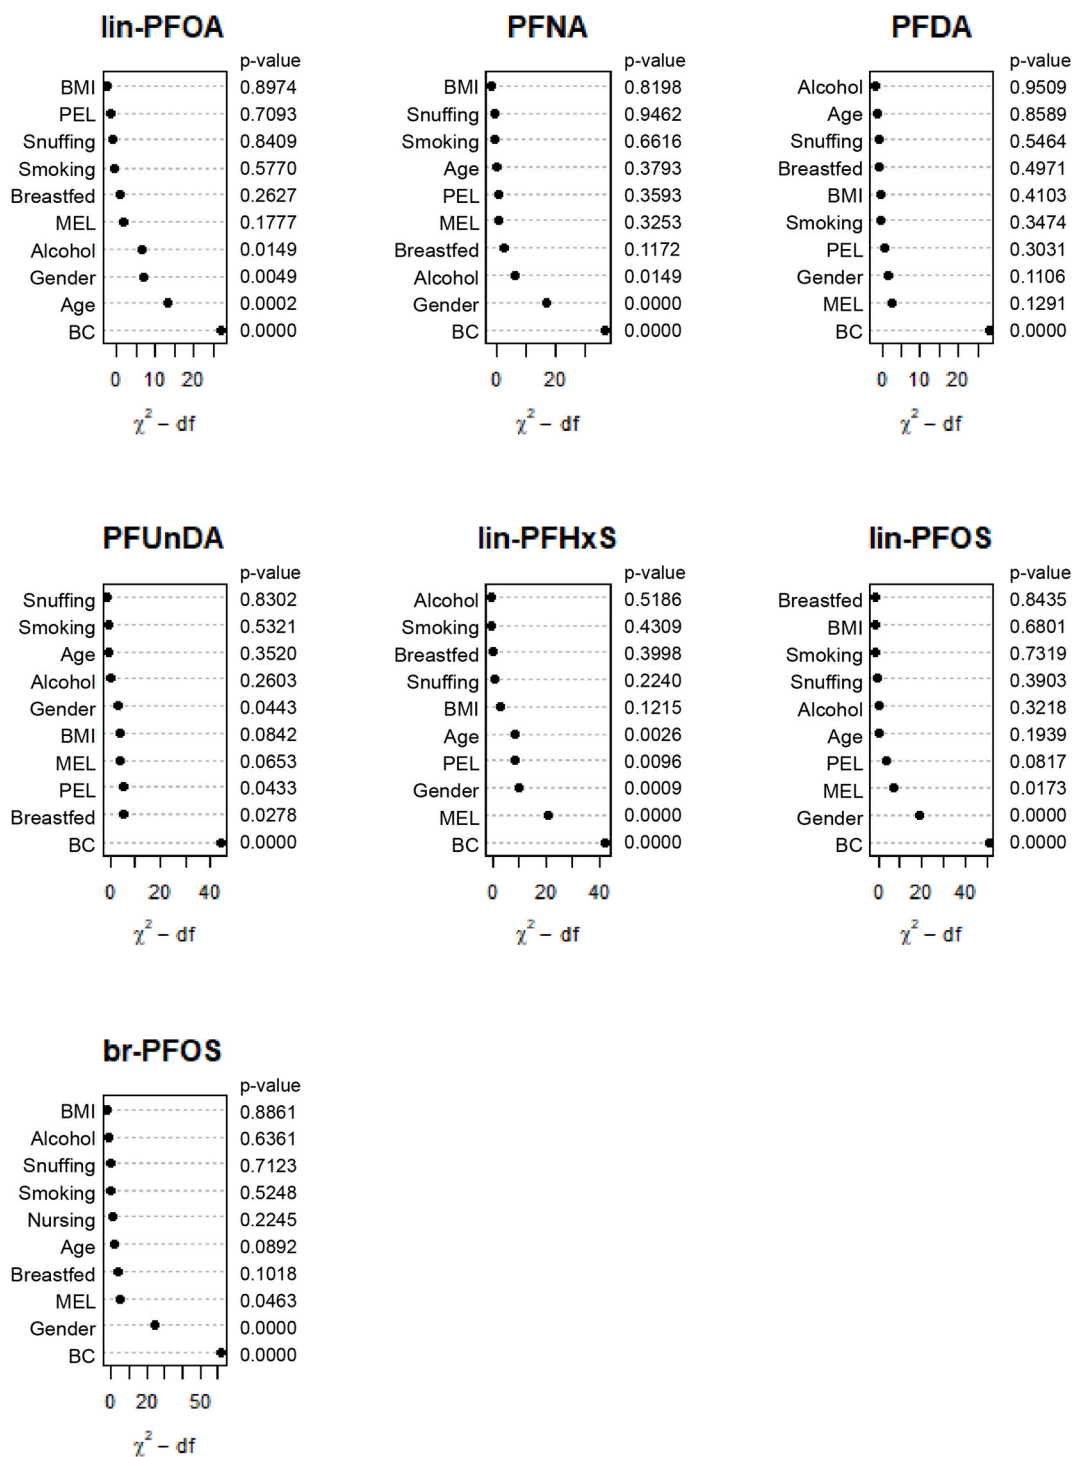 lin-PFOA
p-value
BMI 0.8974
PEL 0.7093
Snuffing 0.8409
Smoking 0.5770
Breastfed 0.2627
MEL 0.1777
Alcohol 0.0149
Gender 0.0049
Age 0.0002
BC 0.0000
0 10 20
χ² − df
PFNA
p-value
BMI 0.8198
Snuffing 0.9462
Smoking 0.6616
Age 0.3793
PEL 0.3593
MEL 0.3253
Breastfed 0.1172
Alcohol 0.0149
Gender 0.0000
BC 0.0000
0 20
χ² − df
PFDA
p-value
Alcohol 0.9509
Age 0.8589
Snuffing 0.5464
Breastfed 0.4971
BMI 0.4103
Smoking 0.3474
PEL 0.3031
Gender 0.1106
MEL 0.1291
BC 0.0000
0 10 20
χ² − df
PFUnDA
p-value
Snuffing 0.8302
Smoking 0.5321
Age 0.3520
Alcohol 0.2603
Gender 0.0443
BMI 0.0842
MEL 0.0653
PEL 0.0433
Breastfed 0.0278
BC 0.0000
0 20 40
χ² − df
lin-PFHxS
p-value
Alcohol 0.5186
Smoking 0.4309
Breastfed 0.3998
Snuffing 0.2240
BMI 0.1215
Age 0.0026
PEL 0.0096
Gender 0.0009
MEL 0.0000
BC 0.0000
0 20 40
χ² − df
lin-PFOS
p-value
Breastfed 0.8435
BMI 0.6801
Smoking 0.7319
Snuffing 0.3903
Alcohol 0.3218
Age 0.1939
PEL 0.0817
MEL 0.0173
Gender 0.0000
BC 0.0000
0 20 40
χ² − df
br-PFOS
p-value
BMI 0.8861
Alcohol 0.6361
Snuffing 0.7123
Smoking 0.5248
Nursing 0.2245
Age 0.0892
Breastfed 0.1018
MEL 0.0463
Gender 0.0000
BC 0.0000
0 20 50
χ² − df